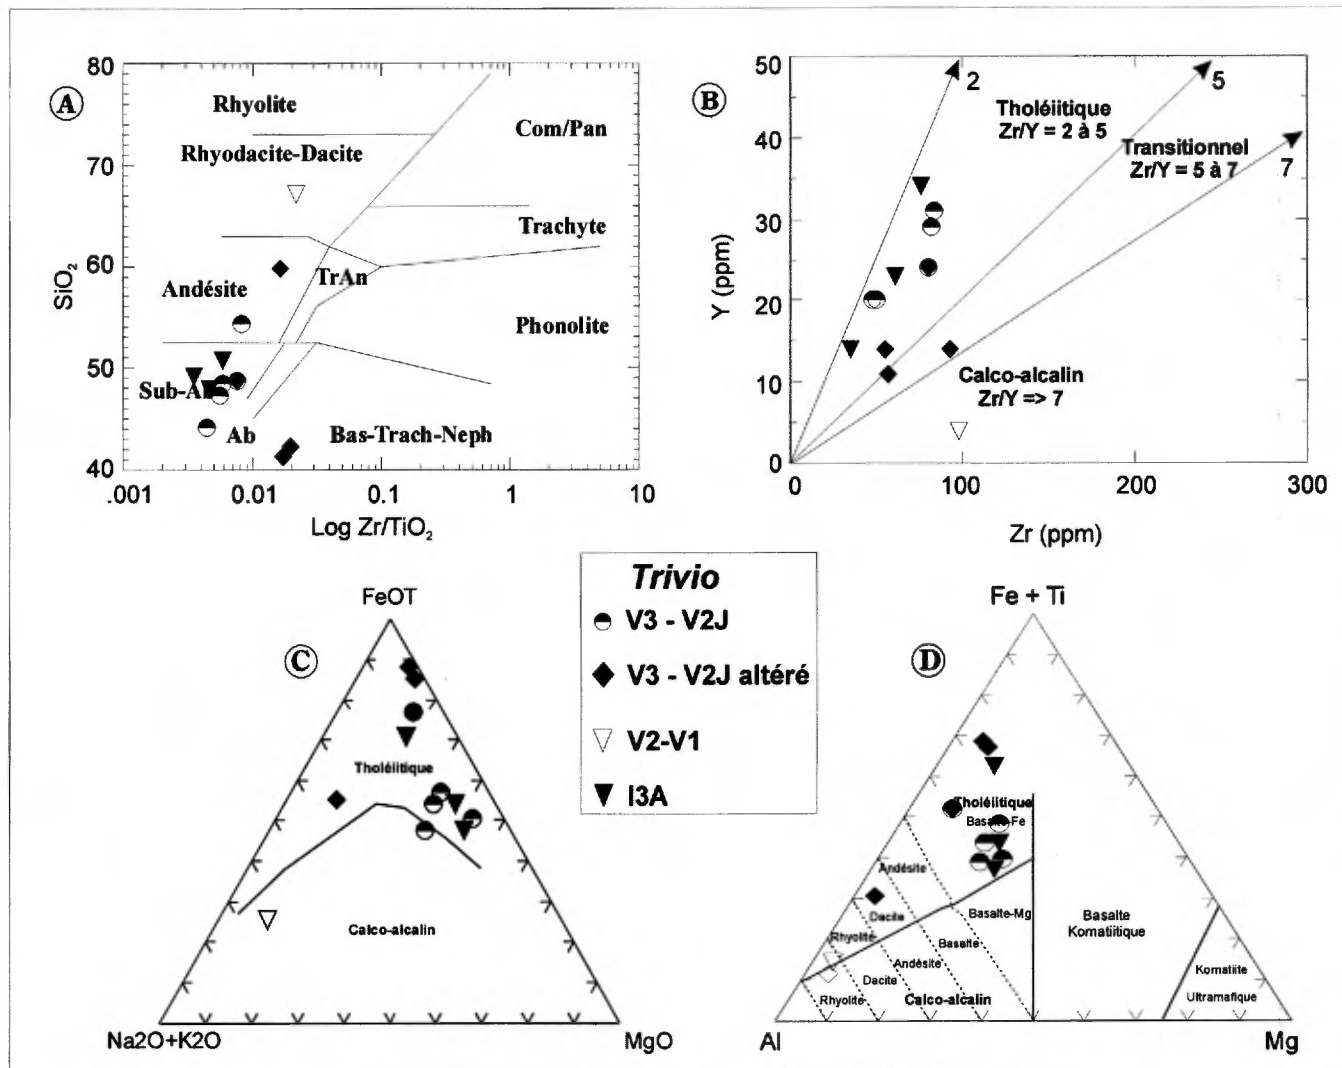 A
80
70
60
50
40
SiO2
.001
0.01
0.1
1
10
Log Zr/TiO2
Rhyolite
Com/Pan
Rhyodacite-Dacite
Trachyte
TrAn
Andésite
Phonolite
Ab
Bas-Trach-Neph
B
50
40
30
20
10
0
Y (ppm)
0
100
200
300
Zr (ppm)
2
5
7
Tholéiitique
Zr/Y = 2 à 5
Transitionnel
Zr/Y = 5 à 7
Calco-alcalin
Zr/Y => 7
Trivio
V3 - V2J
V3 - V2J altéré
V2-V1
I3A
C
FeOT
Tholéiitique
Calco-alcalin
Na2O+K2O
MgO
D
Fe + Ti
Tholéiitique
Basalte-Fe
Andésite
Dacite
Rhyolite
Basalte-Mg
Basalte
Andésite
Dacite
Rhyolite
Calco-alcalin
Basalte
Komatiitique
Komatiite
Ultramafique
Al
Mg